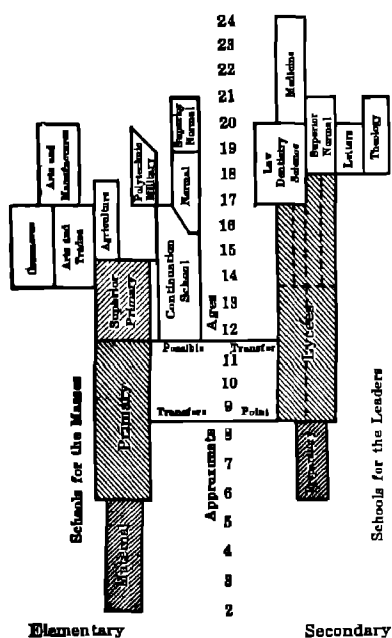 24
23
22
21
20
19
18
17
16
15
14
13
12
11
10
9
8
7
6
5
4
3
2
Approximate
Ages
Schools for the Masses
Schools for the Leaders
Arts and
Manufactures
Commerce
Arts and
Trades
Agriculture
Polytechnic
Military
Superior
Normal
Normal
Continuation
School
Superior
Primary
Primary
Maternal
Possible Transfer
Transfers Point
Medicine
Law
Dentistry
Science
Superior
Normal
Letters
Theology
Lycees
Elementary
Secondary